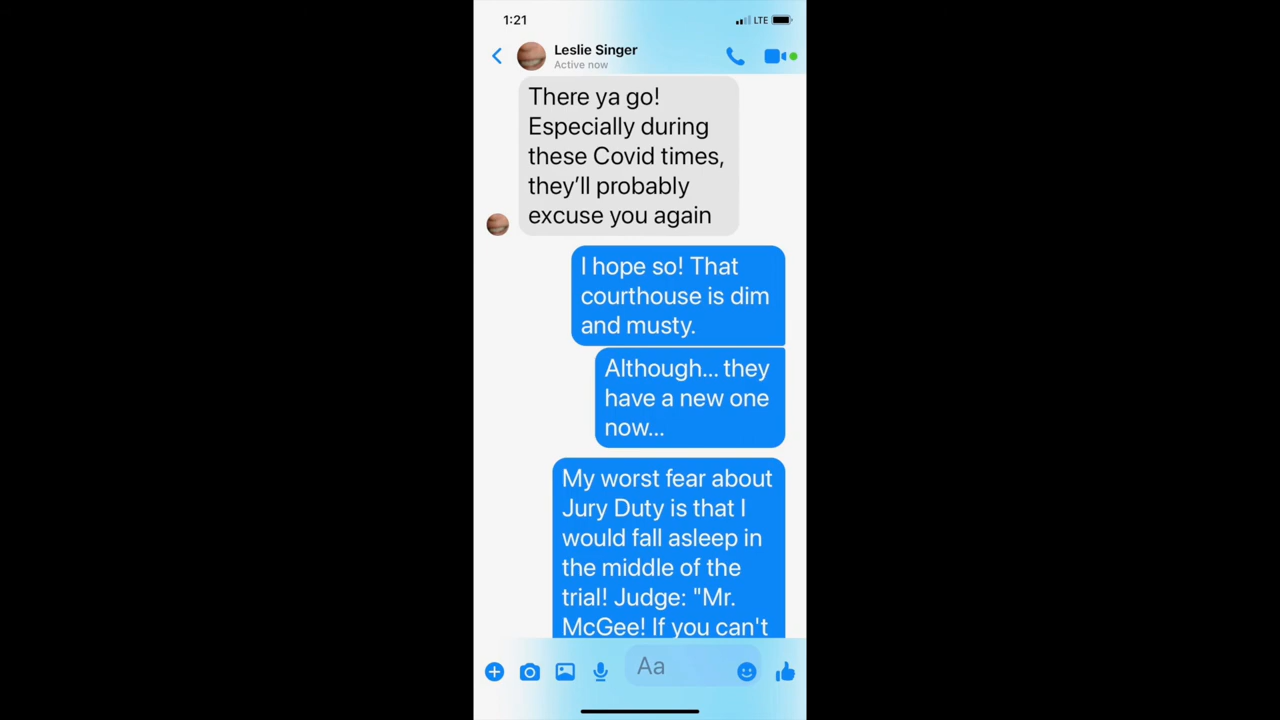 1:21
LTE
Leslie Singer
Active now
There ya go!
Especially during
these Covid times,
they’ll probably
excuse you again
I hope so! That
courthouse is dim
and musty.
Although... they
have a new one
now...
My worst fear about
Jury Duty is that I
would fall asleep in
the middle of the
trial! Judge: "Mr.
McGee! If you can't
Aa